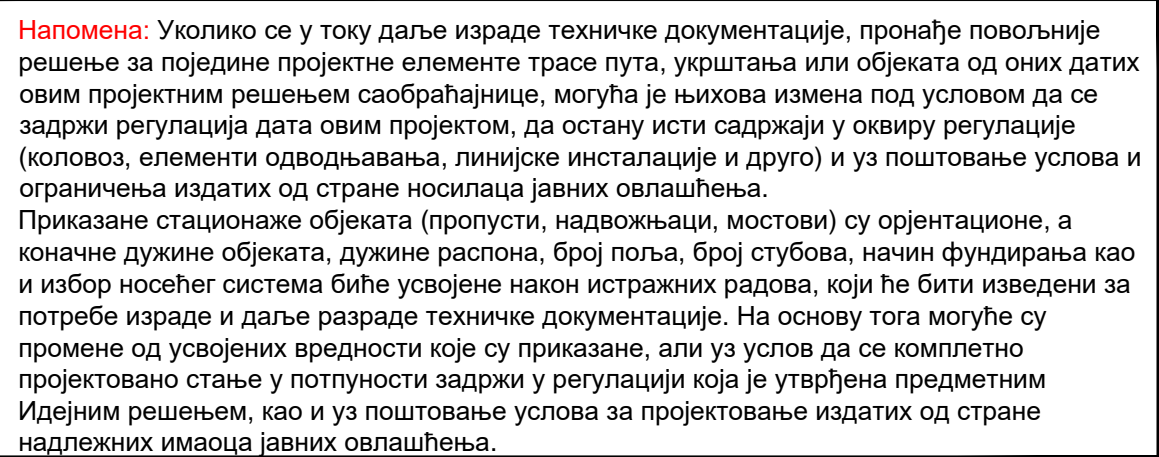 Напомена: Уколико се у току даље израде техничке документације, пронађе повољније
решење за поједине пројектне елементе трасе пута, укрштања или објеката од оних датих
овим пројектним решењем саобраћајнице, могућа је њихова измена под условом да се
задржи регулација дата овим пројектом, да остану исти садржаји у оквиру регулације
(коловоз, елементи одводњавања, линијске инсталације и друго) и уз поштовање услова и
ограничења издатих од стране носилаца јавних овлашћења.
Приказане стационаже објеката (пропусти, надвожњаци, мостови) су орјентационе, а
коначне дужине објеката, дужине распона, број поља, број стубова, начин фундирања као
и избор носећег система биће усвојене након истражних радова, који ће бити изведени за
потребе израде и даље разраде техничке документације. На основу тога могуће су
промене од усвојених вредности које су приказане, али уз услов да се комплетно
пројектовано стање у потпуности задржи у регулацији која је утврђена предметним
Идејним решењем, као и уз поштовање услова за пројектовање издатих од стране
надлежних имаоца јавних овлашћења.